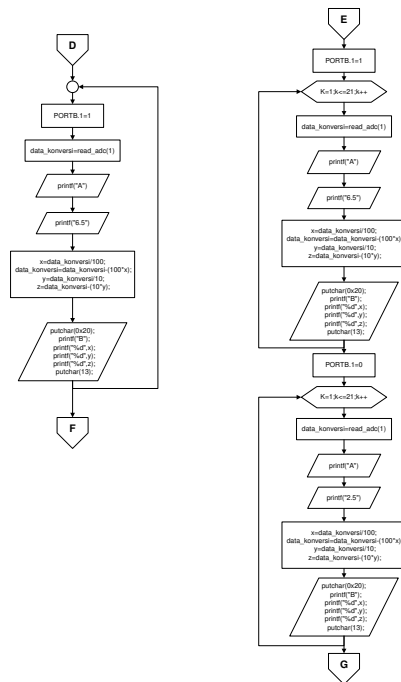 D
PORTB.1=1
data_konversi=read_adc(1)
printf("A")
printf("6.5")
x=data_konversi/100;
data_konversi=data_konversi-(100*x);
y=data_konversi/10;
z=data_konversi-(10*y);
putchar(0x20);
printf("B");
printf("%d",x);
printf("%d",y);
printf("%d",z);
putchar(13);
F
E
PORTB.1=1
K=1;k<=21;k++
data_konversi=read_adc(1)
printf("A")
printf("6.5")
x=data_konversi/100;
data_konversi=data_konversi-(100*x);
y=data_konversi/10;
z=data_konversi-(10*y);
putchar(0x20);
printf("B");
printf("%d",x);
printf("%d",y);
printf("%d",z);
putchar(13);
PORTB.1=0
K=1;k<=21;k++
data_konversi=read_adc(1)
printf("A")
printf("2.5")
x=data_konversi/100;
data_konversi=data_konversi-(100*x);
y=data_konversi/10;
z=data_konversi-(10*y);
putchar(0x20);
printf("B");
printf("%d",x);
printf("%d",y);
printf("%d",z);
putchar(13);
G